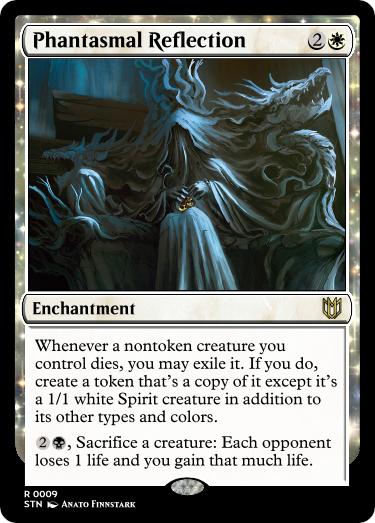 Phantasmal Reflection 2
Enchantment
Whenever a nontoken creature you
control dies, you may exile it. If you do,
create a token that's a copy of it except it's
a 1/1 white Spirit creature in addition to
its other types and colors.
2, Sacrifice a creature: Each opponent
loses 1 life and you gain that much life.
R 0009
STN Anato Finnstark